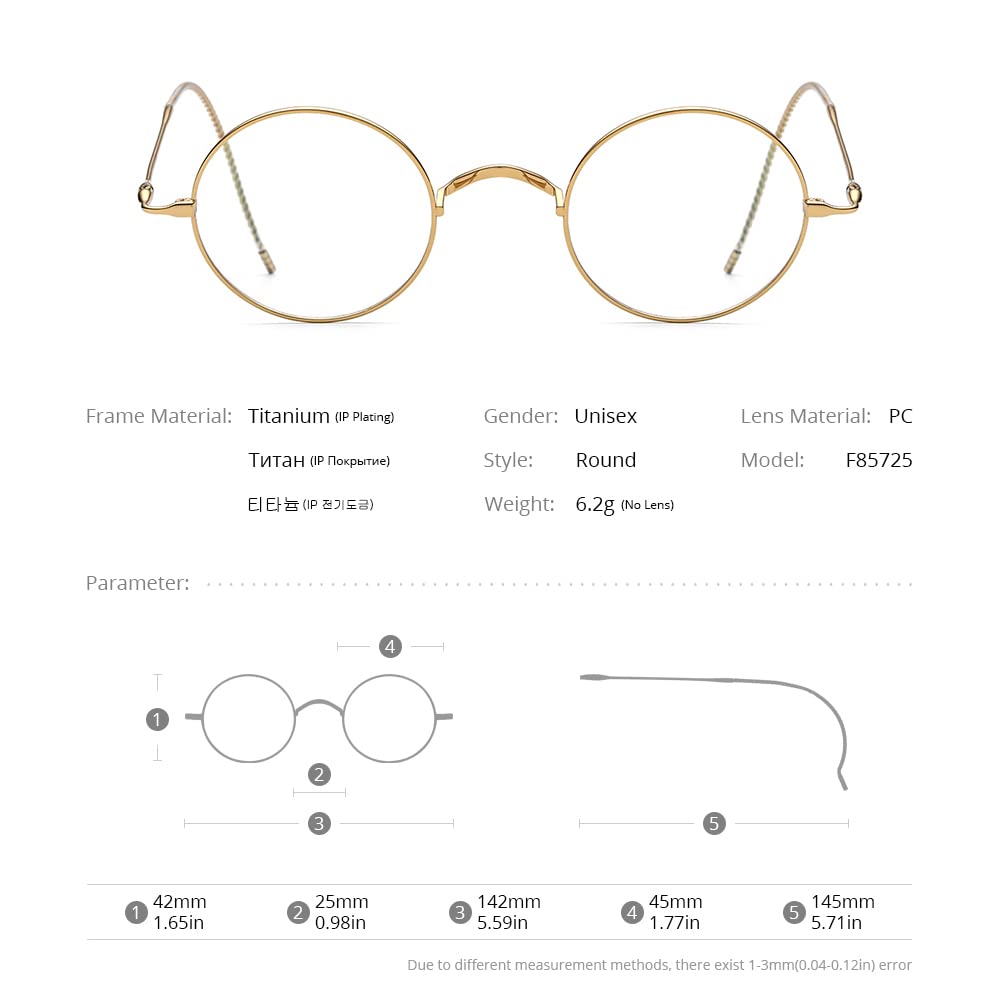 Frame Material: Titanium (IP Plating) Gender: Unisex Lens Material: PC
Титан (IP Покрытие) Style: Round Model: F85725
티타늄 (IP 전기도금) Weight: 6.2g (No Lens)
Parameter:
4
1
2
3 5
1 42mm 1.65in 2 25mm 0.98in 3 142mm 5.59in 4 45mm 1.77in 5 145mm 5.71in
Due to different measurement methods, there exist 1-3mm(0.04-0.12in) error